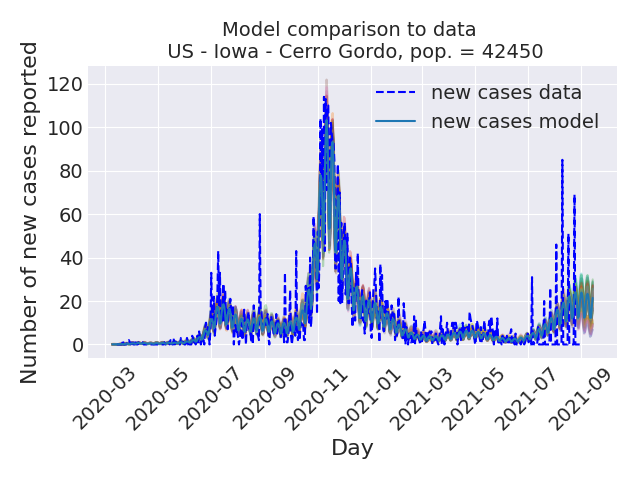 Model comparison to data
US - Iowa - Cerro Gordo, pop. = 42450
Number of new cases reported
120
100
80
60
40
20
0
new cases data
new cases model
2020-03
2020-05
2020-07
2020-09
2020-11
2021-01
2021-03
2021-05
2021-07
2021-09
Day